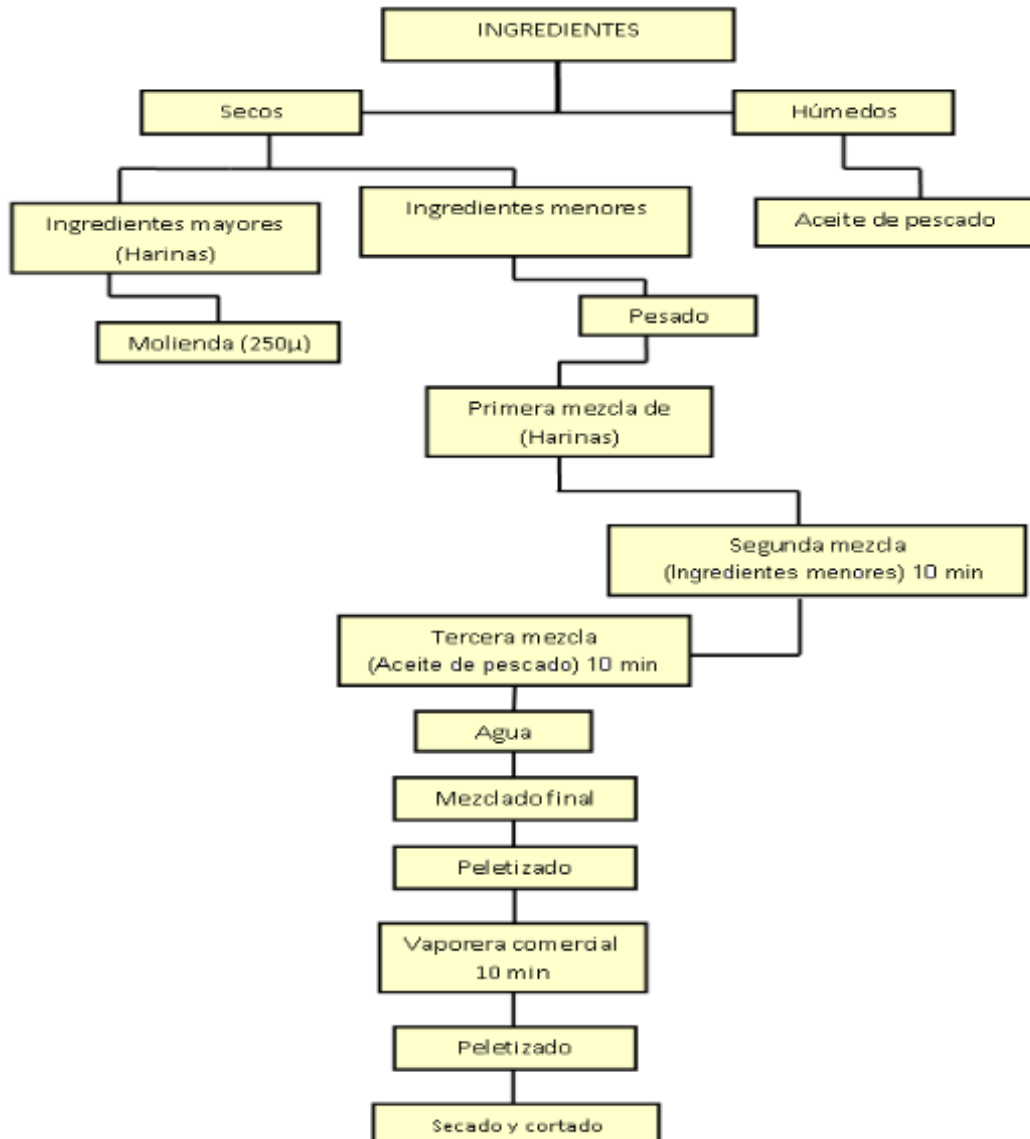 INGREDIENTES
Secos
Húmedos
Ingredientes mayores
(Harinas)
Ingredientes menores
Aceite de pescado
Molienda (250µ)
Pesado
Primera mezcla de
(Harinas)
Segunda mezcla
(Ingredientes menores) 10 min
Tercera mezcla
(Aceite de pescado) 10 min
Agua
Mezclado final
Peletizado
Vaporera comercial
10 min
Peletizado
Secado y cortado